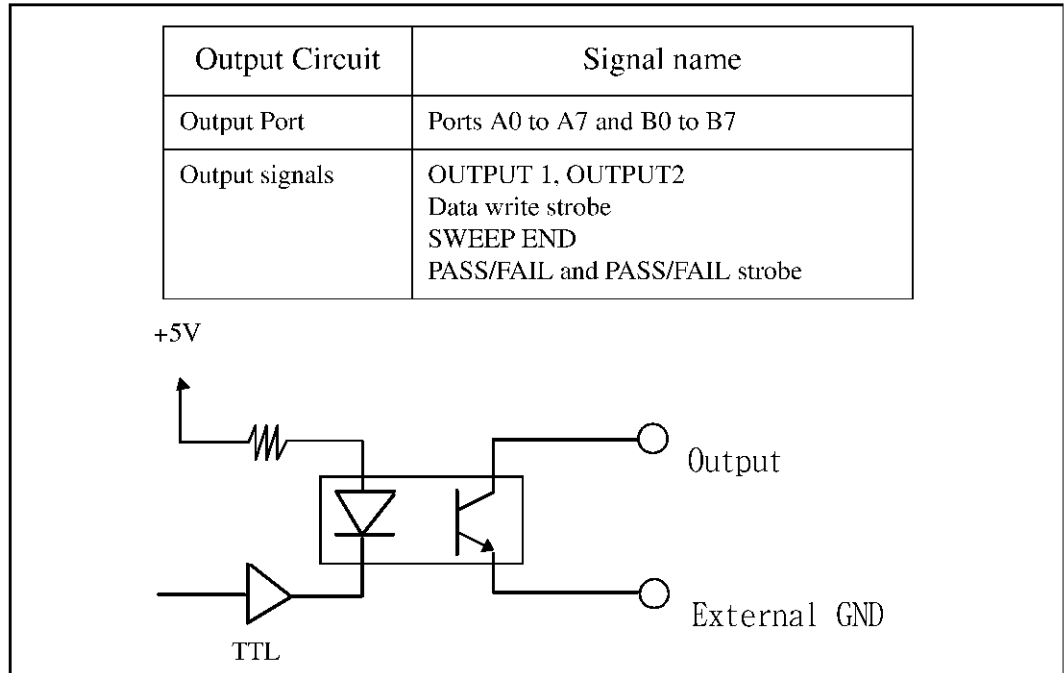 Output Circuit Signal name
Output Port Ports A0 to A7 and B0 to B7
Output signals OUTPUT 1, OUTPUT2
Data write strobe
SWEEP END
PASS/FAIL and PASS/FAIL strobe
+5V
Output
External GND
TTL